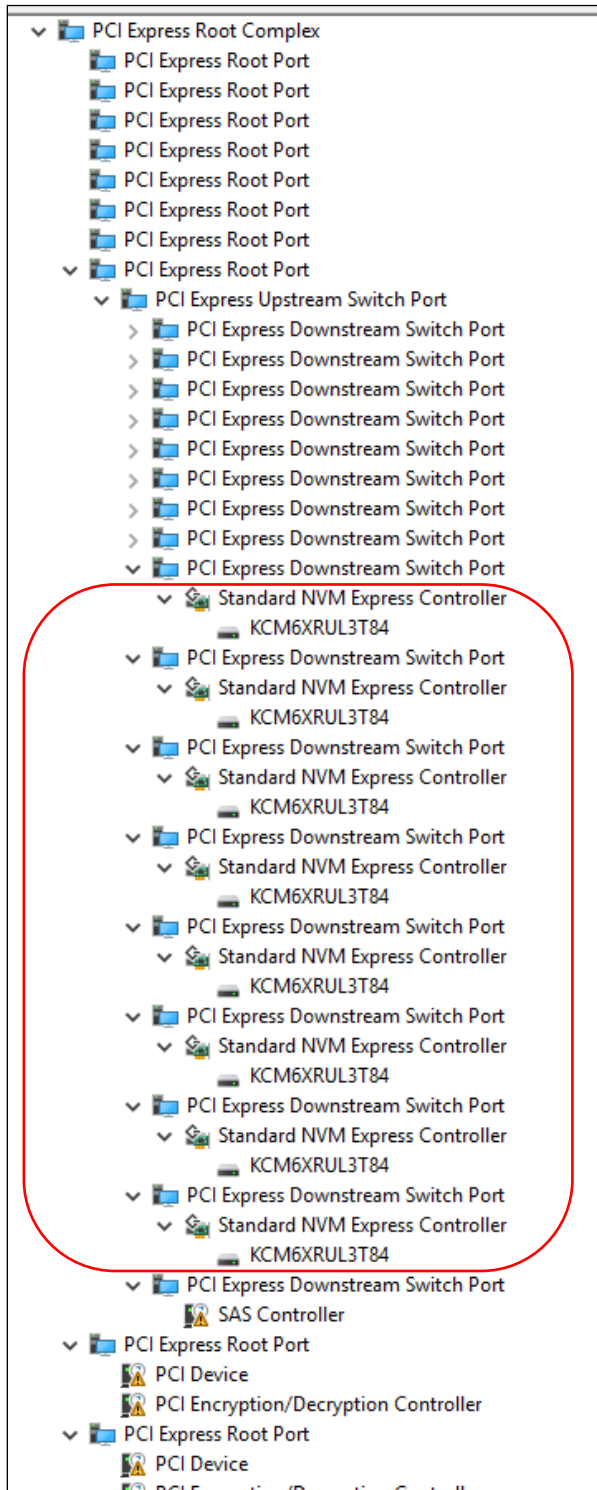 PCI Express Root Complex
PCI Express Root Port
PCI Express Root Port
PCI Express Root Port
PCI Express Root Port
PCI Express Root Port
PCI Express Root Port
PCI Express Root Port
PCI Express Root Port
PCI Express Upstream Switch Port
PCI Express Downstream Switch Port
PCI Express Downstream Switch Port
PCI Express Downstream Switch Port
PCI Express Downstream Switch Port
PCI Express Downstream Switch Port
PCI Express Downstream Switch Port
PCI Express Downstream Switch Port
PCI Express Downstream Switch Port
PCI Express Downstream Switch Port
Standard NVM Express Controller
KCM6XRUL3T84
PCI Express Downstream Switch Port
Standard NVM Express Controller
KCM6XRUL3T84
PCI Express Downstream Switch Port
Standard NVM Express Controller
KCM6XRUL3T84
PCI Express Downstream Switch Port
Standard NVM Express Controller
KCM6XRUL3T84
PCI Express Downstream Switch Port
Standard NVM Express Controller
KCM6XRUL3T84
PCI Express Downstream Switch Port
Standard NVM Express Controller
KCM6XRUL3T84
PCI Express Downstream Switch Port
Standard NVM Express Controller
KCM6XRUL3T84
PCI Express Downstream Switch Port
Standard NVM Express Controller
KCM6XRUL3T84
PCI Express Downstream Switch Port
SAS Controller
PCI Express Root Port
PCI Device
PCI Encryption/Decryption Controller
PCI Express Root Port
PCI Device
PCI Encryption/Decryption Controller